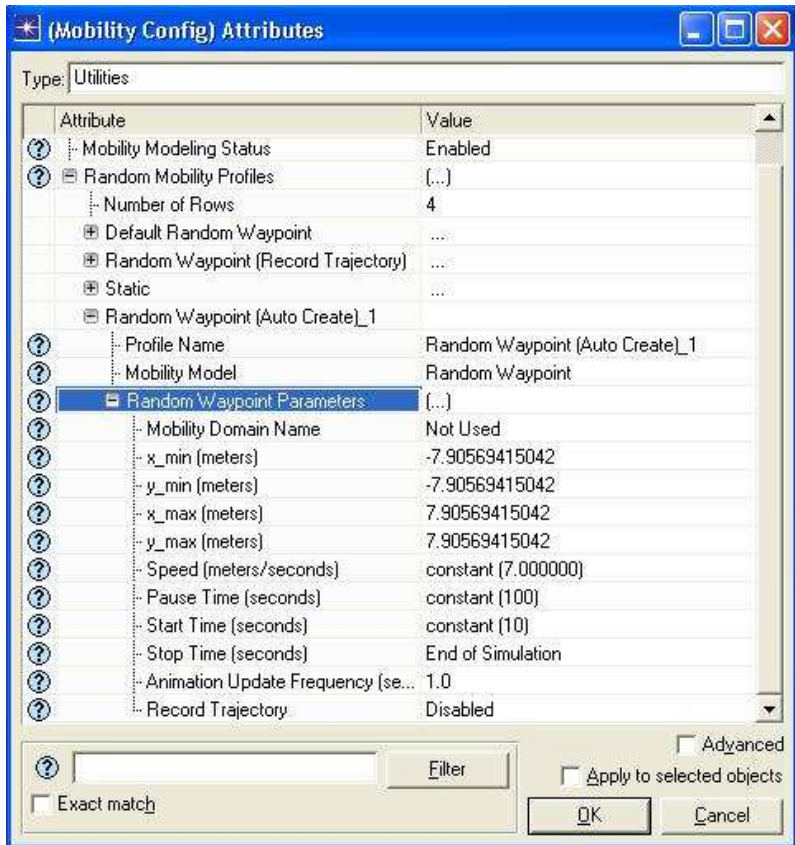 (Mobility Config) Attributes
Type: Utilities
Attribute Value
Mobility Modeling Status Enabled
Random Mobility Profiles (...)
Number of Rows 4
Default Random Waypoint ...
Random Waypoint (Record Trajectory) ...
Static ...
Random Waypoint (Auto Create)_1
Profile Name Random Waypoint (Auto Create)_1
Mobility Model Random Waypoint
Random Waypoint Parameters (...)
Mobility Domain Name Not Used
x_min (meters) -7.90569415042
y_min (meters) -7.90569415042
x_max (meters) 7.90569415042
y_max (meters) 7.90569415042
Speed (meters/seconds) constant (7.000000)
Pause Time (seconds) constant (100)
Start Time (seconds) constant (10)
Stop Time (seconds) End of Simulation
Animation Update Frequency (se... 1.0
Record Trajectory Disabled
Advanced
Filter
Apply to selected objects
Exact match
OK Cancel